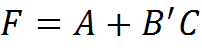 F = A + B′C